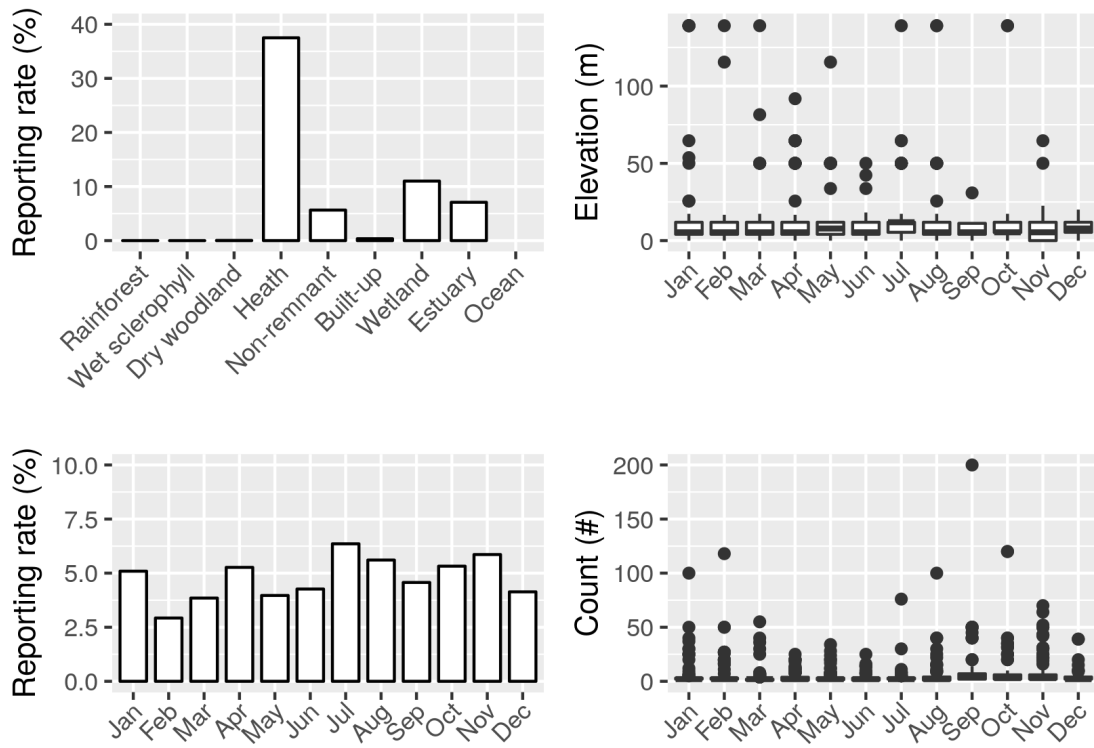 Reporting rate (%)
40
30
20
10
0
Rainforest
Wet sclerophyll
Dry woodland
Heath
Non-remnant
Built-up
Wetland
Estuary
Ocean
Elevation (m)
100
50
0
Jan
Feb
Mar
Apr
May
Jun
Jul
Aug
Sep
Oct
Nov
Dec
Reporting rate (%)
10.0
7.5
5.0
2.5
0.0
Jan
Feb
Mar
Apr
May
Jun
Jul
Aug
Sep
Oct
Nov
Dec
Count (#)
200
150
100
50
0
Jan
Feb
Mar
Apr
May
Jun
Jul
Aug
Sep
Oct
Nov
Dec